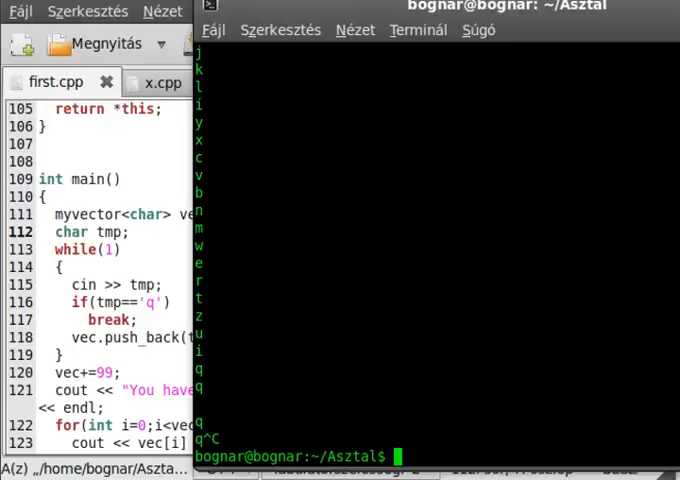 Fájl Szerkesztés Nézet
Megnyitás
first.cpp
x.cpp
105 return *this;
106 }
107
108
109 int main()
110 {
111 myvector<char> ve
112 char tmp;
113 while(1)
114 {
115 cin >> tmp;
116 if(tmp=='q')
117 break;
118 vec.push_back(t
119 }
120 vec+=99;
121 cout << "You have
<< endl;
122 for(int i=0;i<vec
123 cout << vec[i]
A(z) „/home/bognar/Aszta...
bognar@bognar: ~/Asztal
Fájl Szerkesztés Nézet Terminál Súgó
j
k
l
í
y
x
c
v
b
n
m
w
e
r
t
z
u
i
q
q
q
q^C
bognar@bognar:~/Asztal$